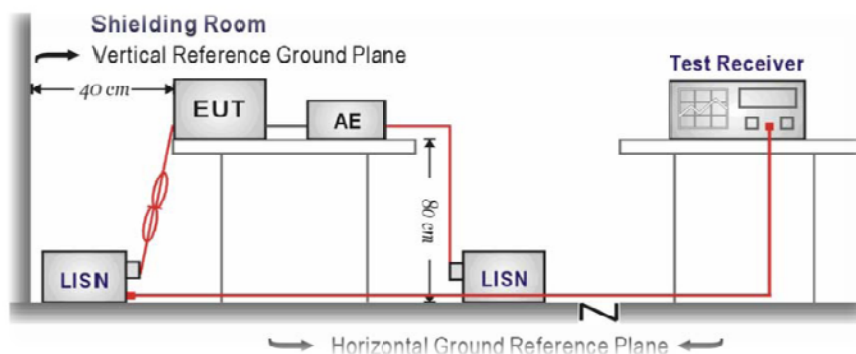 Shielding Room
Vertical Reference Ground Plane
40 cm
EUT
AE
Test Receiver
80 cm
LISN
LISN
Horizontal Ground Reference Plane